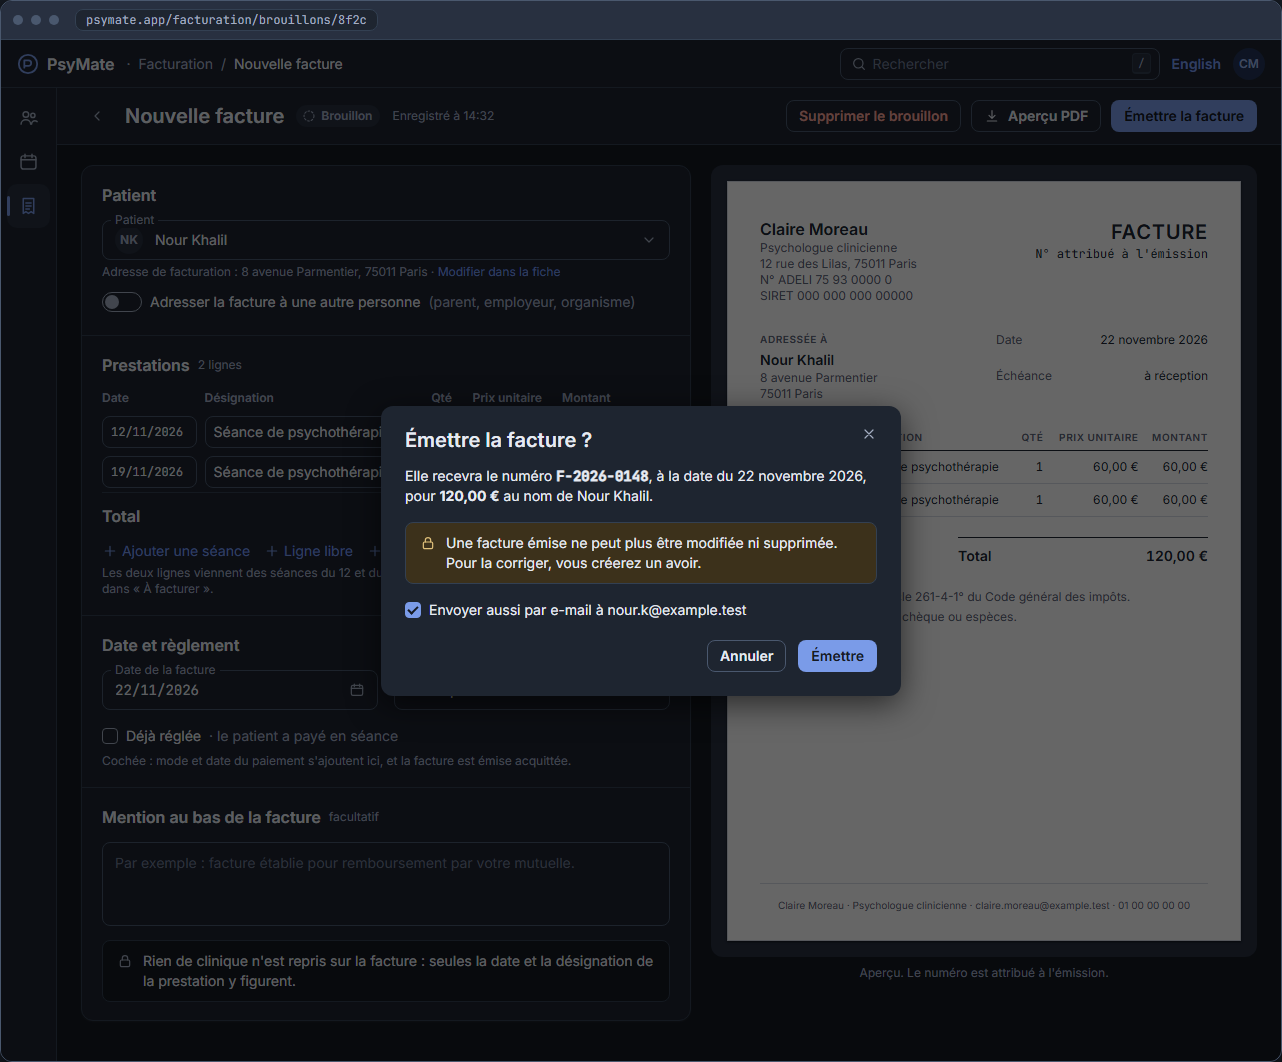 psymate.app/facturation/brouillons/8f2c
PsyMate · Facturation / Nouvelle facture
Rechercher /
English CM
Nouvelle facture
Brouillon
Enregistré à 14:32
Supprimer le brouillon
Aperçu PDF
Émettre la facture
Patient
Patient
NK Nour Khalil
Adresse de facturation : 8 avenue Parmentier, 75011 Paris · Modifier dans la fiche
Adresser la facture à une autre personne (parent, employeur, organisme)
Prestations 2 lignes
Date Désignation Qté Prix unitaire Montant
12/11/2026 Séance de psychothérapi
19/11/2026 Séance de psychothérapi
Total
+ Ajouter une séance + Ligne libre +
Les deux lignes viennent des séances du 12 et du
dans « À facturer ».
Date et règlement
Date de la facture
22/11/2026
Déjà réglée · le patient a payé en séance
Cochée : mode et date du paiement s'ajoutent ici, et la facture est émise acquittée.
Mention au bas de la facture facultatif
Par exemple : facture établie pour remboursement par votre mutuelle.
Rien de clinique n'est repris sur la facture : seules la date et la désignation de
la prestation y figurent.
Émettre la facture ?
Elle recevra le numéro F-2026-0148, à la date du 22 novembre 2026,
pour 120,00 € au nom de Nour Khalil.
Une facture émise ne peut plus être modifiée ni supprimée.
Pour la corriger, vous créerez un avoir.
Envoyer aussi par e-mail à nour.k@example.test
Annuler
Émettre
Claire Moreau
Psychologue clinicienne
12 rue des Lilas, 75011 Paris
N° ADELI 75 93 0000 0
SIRET 000 000 000 00000
FACTURE
N° attribué à l'émission
ADRESSÉE À
Nour Khalil
8 avenue Parmentier
75011 Paris
Date 22 novembre 2026
Échéance à réception
ION QTÉ PRIX UNITAIRE MONTANT
e psychothérapie 1 60,00 € 60,00 €
e psychothérapie 1 60,00 € 60,00 €
Total 120,00 €
le 261-4-1° du Code général des impôts.
chèque ou espèces.
Claire Moreau · Psychologue clinicienne · claire.moreau@example.test · 01 00 00 00 00
Aperçu. Le numéro est attribué à l'émission.